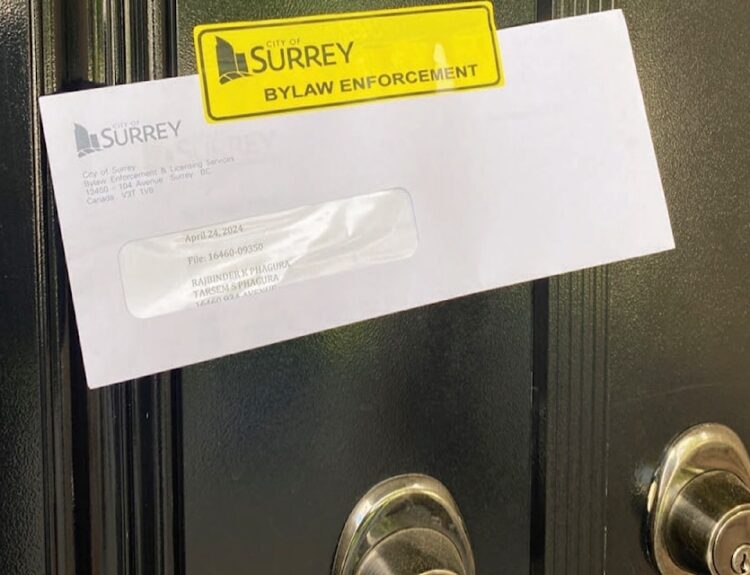 CITY OF
SURREY
BYLAW ENFORCEMENT
CITY OF
SURREY
City of Surrey
Bylaw Enforcement & Licensing Services
13450 - 104 Avenue Surrey BC
Canada V3T 1V8
April 24, 2024
File: 16460-09350
RAJBINDER K PHAGURA
TARSEM S PHAGURA
AVENUE